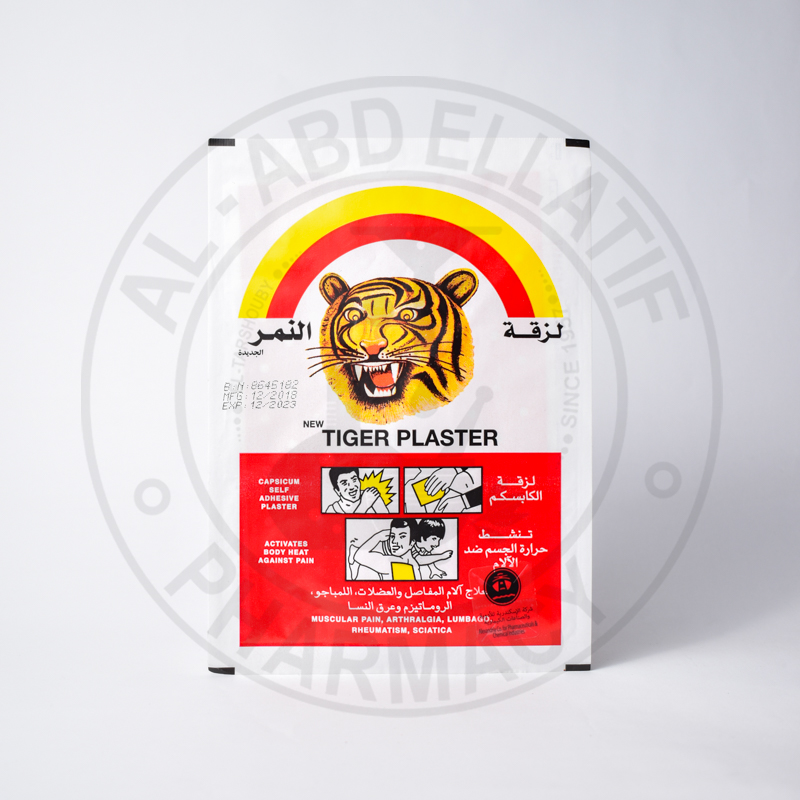 AL-ABD ELLATIF
SINCE
PHARMACY
لزقة النمر
الجديدة
B.N: 8645182
MFG: 12/2018
EXP: 12/2023
NEW
TIGER PLASTER
CAPSICUM
SELF
ADHESIVE
PLASTER
لزقة
الكابسكم
ACTIVATES
BODY HEAT
AGAINST PAIN
تنشط
حرارة الجسم ضد
الآلام
لعلاج آلام المفاصل والعضلات، اللمباجو،
الروماتيزم وعرق النسا
MUSCULAR PAIN, ARTHRALGIA, LUMBAGO,
RHEUMATISM, SCIATICA